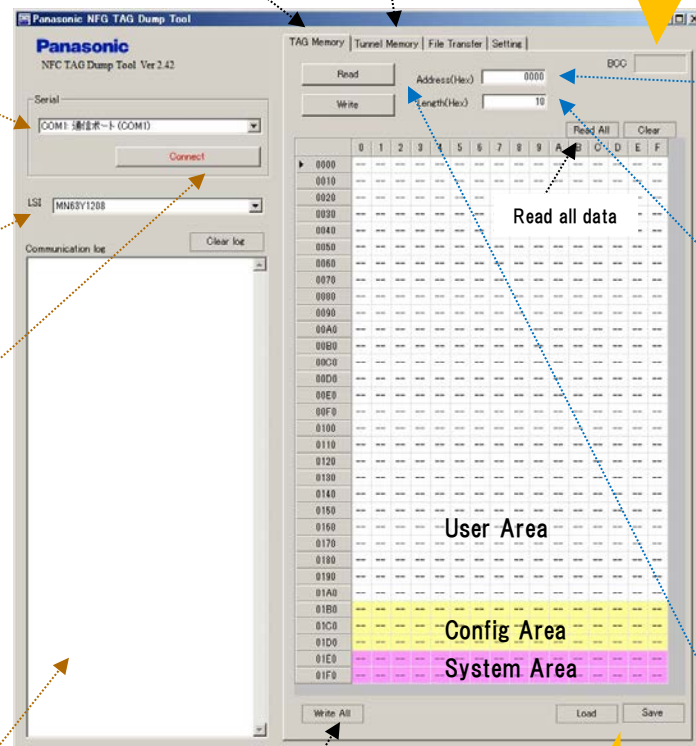 Panasonic NFG TAG Dump Tool
Panasonic
NFC TAG Dump Tool Ver 2.42
Serial
COM1: 通信ポート (COM1)
Connect
LSI MN63Y1208
Communication log
Clear log
TAG Memory Tunnel Memory File Transfer Setting
BCC
Read
Address(Hex) 0000
Write
Length(Hex) 10
Read All Clear
0 1 2 3 4 5 6 7 8 9 A B C D E F
0000 -- -- -- -- -- -- -- -- -- -- -- -- -- -- -- --
0010 -- -- -- -- -- -- -- -- -- -- -- -- -- -- -- --
0020
0030
Read all data
0040
0050 -- -- -- -- -- -- -- -- -- -- -- -- -- -- -- --
0060 -- -- -- -- -- -- -- -- -- -- -- -- -- -- -- --
0070 -- -- -- -- -- -- -- -- -- -- -- -- -- -- -- --
0080 -- -- -- -- -- -- -- -- -- -- -- -- -- -- -- --
0090 -- -- -- -- -- -- -- -- -- -- -- -- -- -- -- --
00A0 -- -- -- -- -- -- -- -- -- -- -- -- -- -- -- --
00B0 -- -- -- -- -- -- -- -- -- -- -- -- -- -- -- --
00C0 -- -- -- -- -- -- -- -- -- -- -- -- -- -- -- --
00D0 -- -- -- -- -- -- -- -- -- -- -- -- -- -- -- --
00E0 -- -- -- -- -- -- -- -- -- -- -- -- -- -- -- --
00F0 -- -- -- -- -- -- -- -- -- -- -- -- -- -- -- --
0100 -- -- -- -- -- -- -- -- -- -- -- -- -- -- -- --
0110 -- -- -- -- -- -- -- -- -- -- -- -- -- -- -- --
0120 -- -- -- -- -- -- -- -- -- -- -- -- -- -- -- --
0130 -- -- -- -- -- -- -- -- -- -- -- -- -- -- -- --
0140 -- -- -- -- -- -- -- -- -- -- -- -- -- -- -- --
0150 -- -- -- -- -- -- -- -- -- -- -- -- -- -- -- --
0160
User Area
0170
0180 -- -- -- -- -- -- -- -- -- -- -- -- -- -- -- --
0190 -- -- -- -- -- -- -- -- -- -- -- -- -- -- -- --
01A0 -- -- -- -- -- -- -- -- -- -- -- -- -- -- -- --
01B0 -- -- -- -- -- -- -- -- -- -- -- -- -- -- -- --
01C0
Config Area
01D0
01E0
System Area
01F0
Write All
Load Save